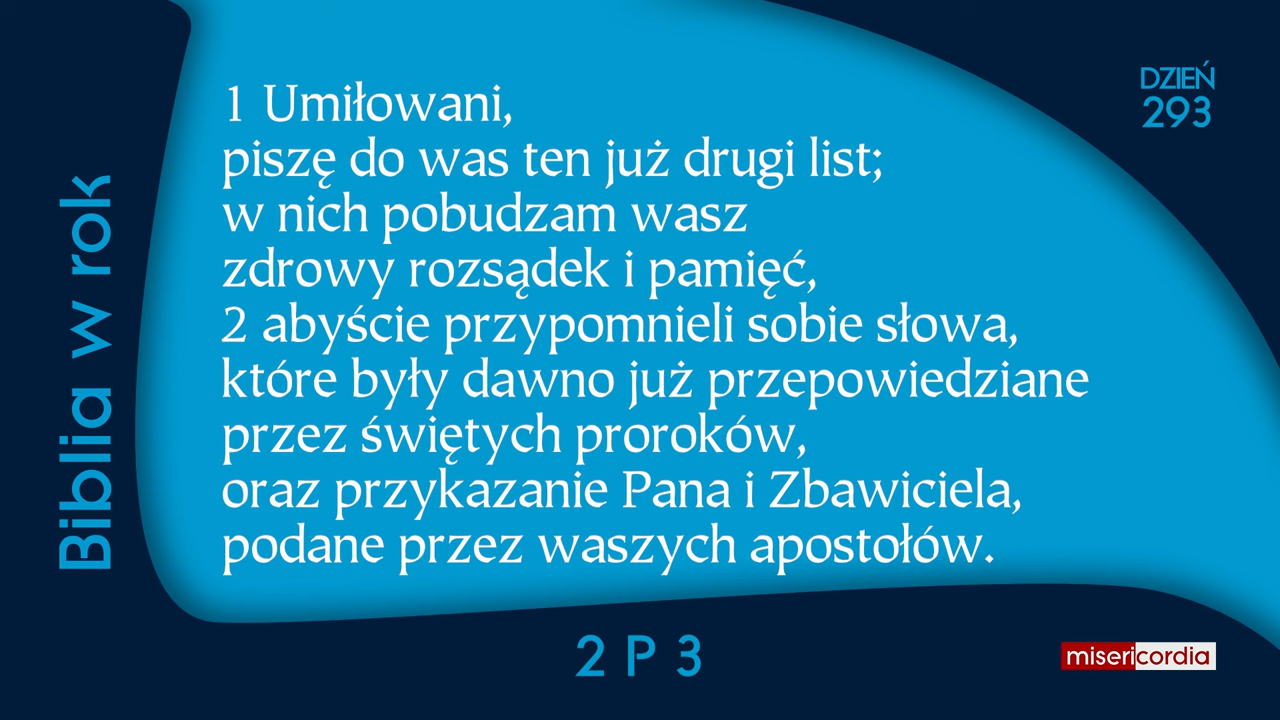 1 Umiłowani,
piszę do was ten już drugi list;
w nich pobudzam wasz
zdrowy rozsądek i pamięć,
2 abyście przypomnieli sobie słowa,
które były dawno już przepowiedziane
przez świętych proroków,
oraz przykazanie Pana i Zbawiciela,
podane przez waszych apostołów.
DZIEŃ
293
Biblia w rok
2 P 3
misericordia